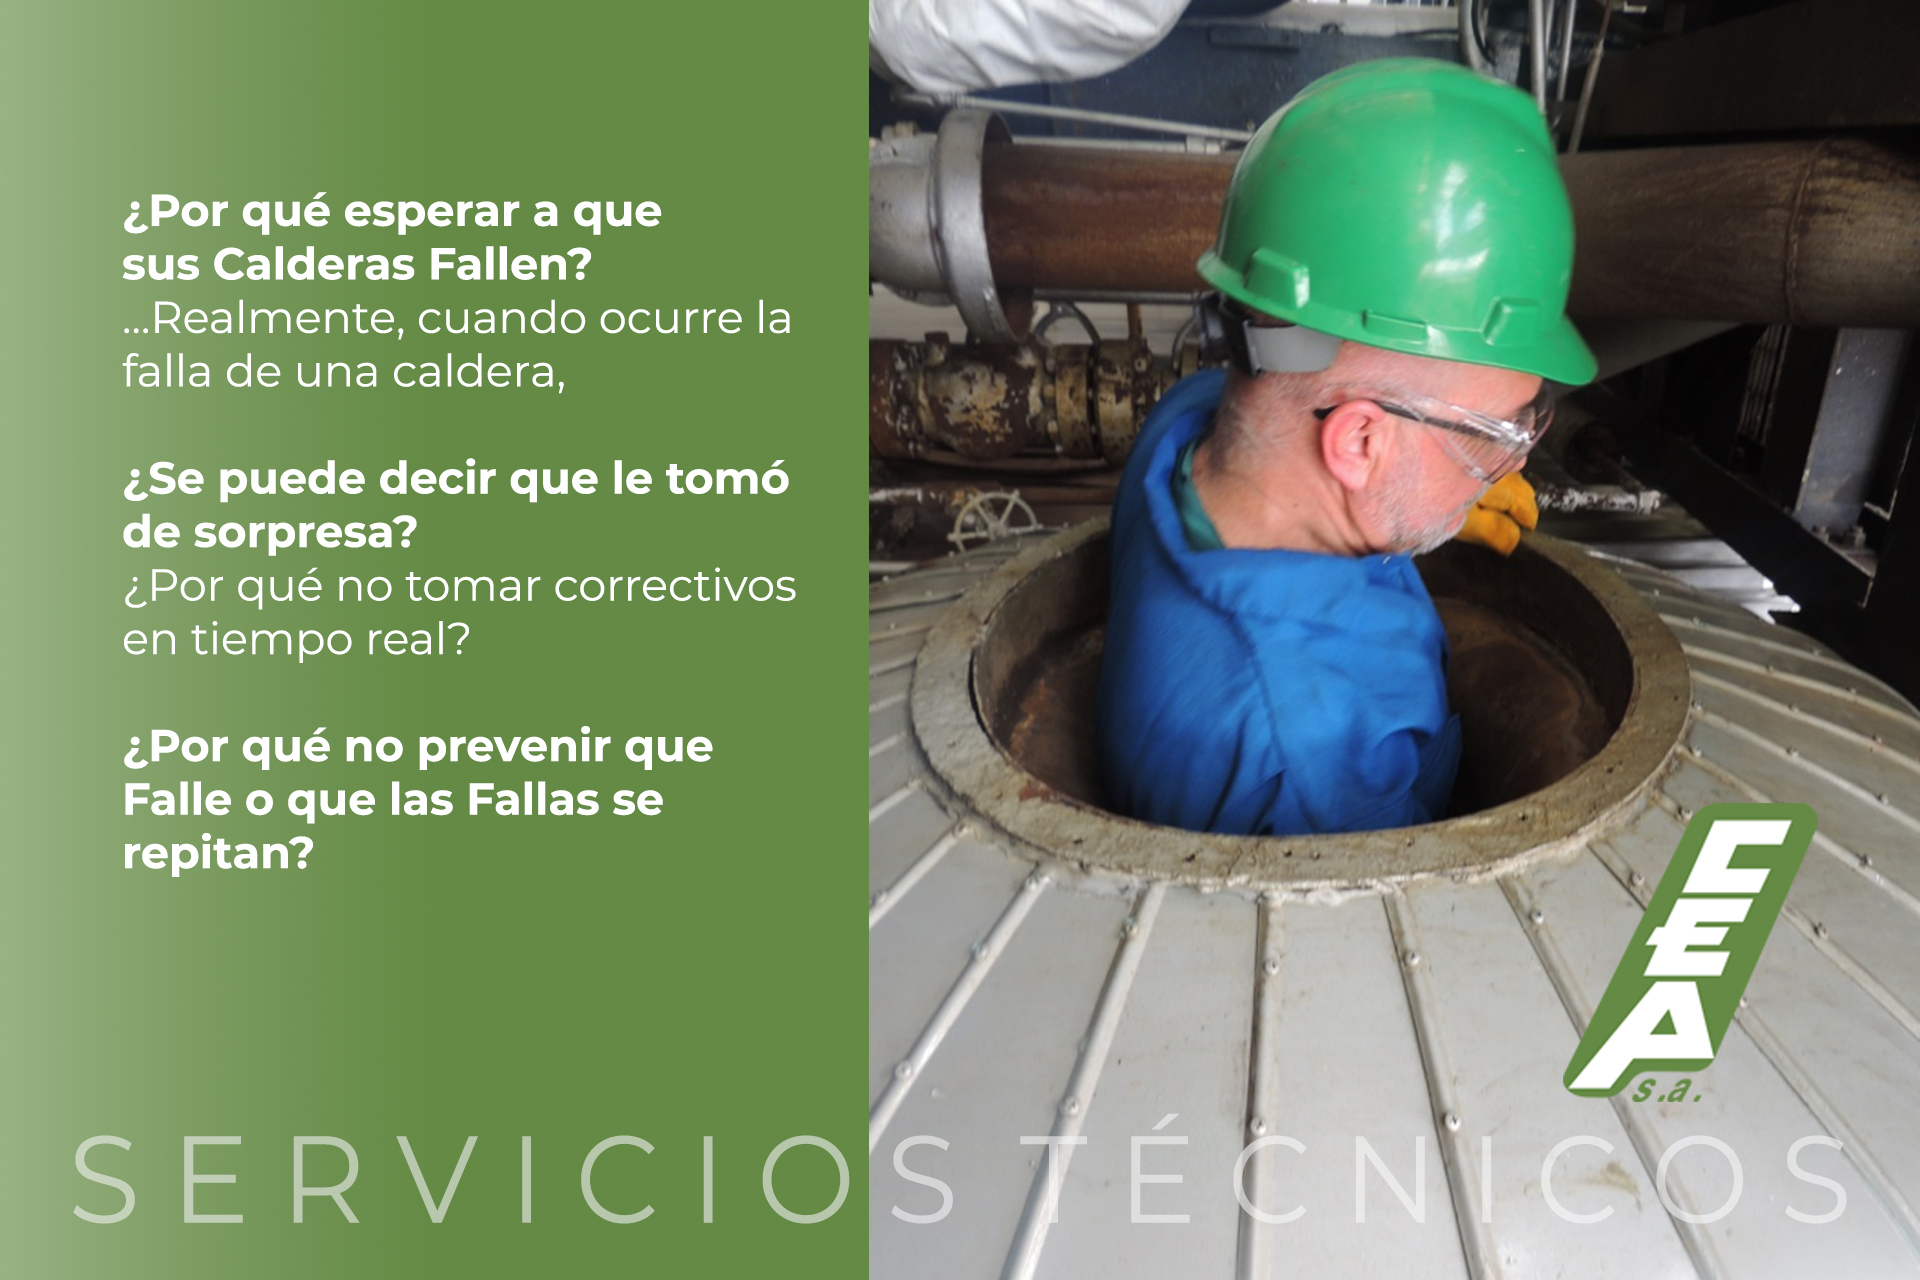 ¿Por qué esperar a que
sus Calderas Fallen?
...Realmente, cuando ocurre la
falla de una caldera,
¿Se puede decir que le tomó
de sorpresa?
¿Por qué no tomar correctivos
en tiempo real?
¿Por qué no prevenir que
Falle o que las Fallas se
repitan?
CEA
s.a.
SERVICIOS TÉCNICOS